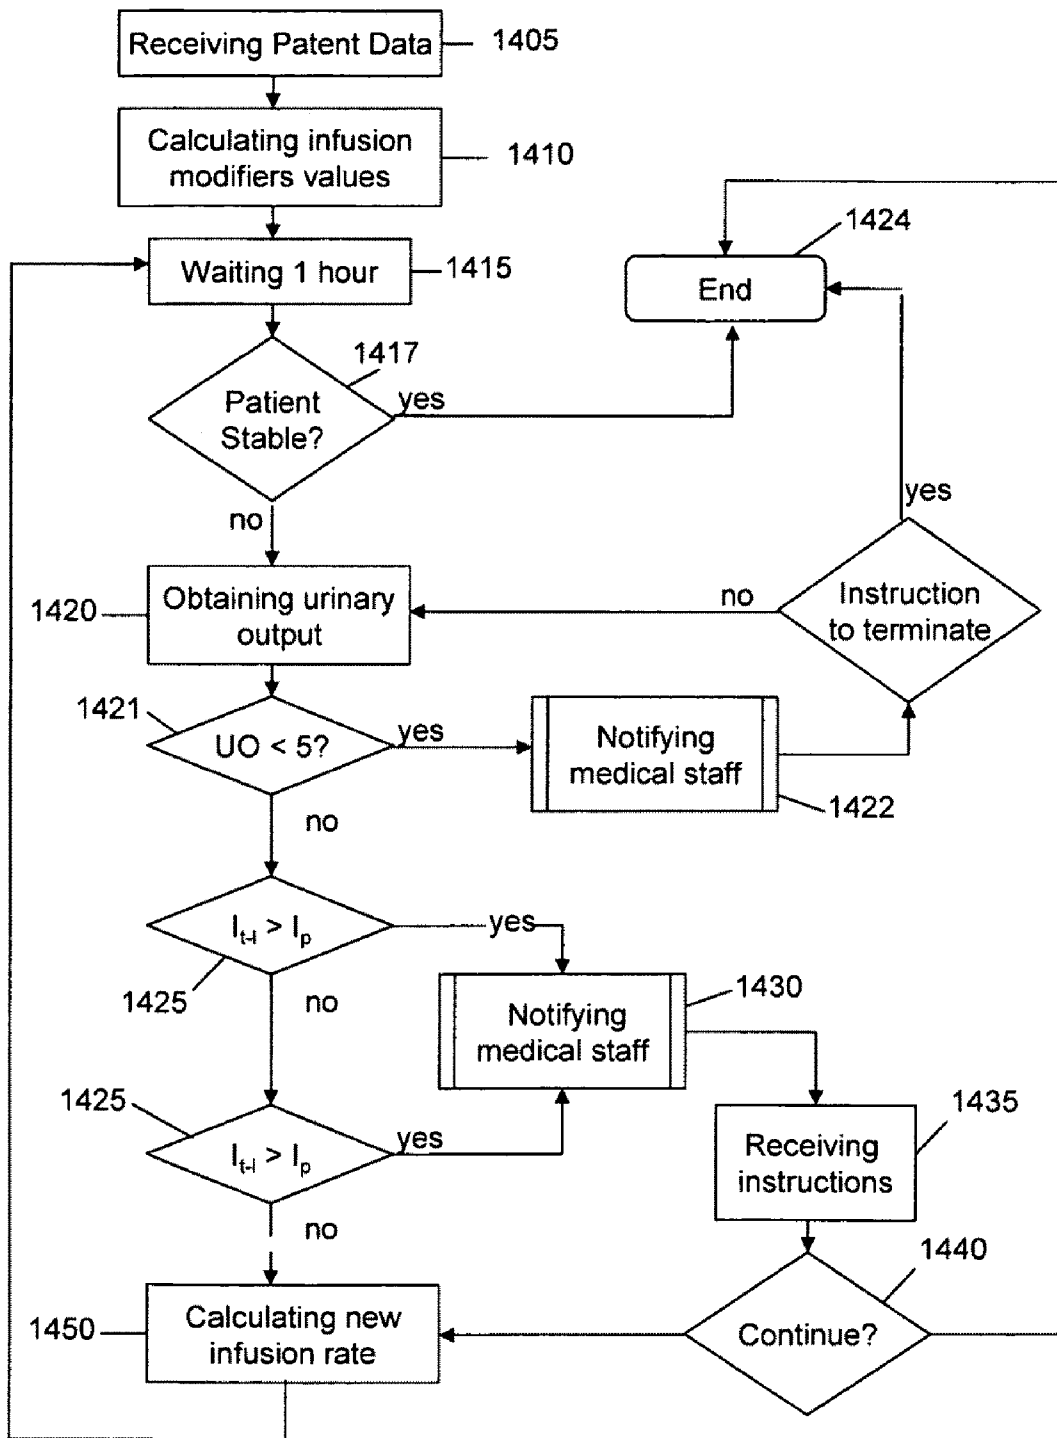 Receiving Patent Data
1405
Calculating infusion
modifiers values
1410
1424
Waiting 1 hour
1415
End
1417
Patient
Stable?
yes
yes
no
1420
Obtaining urinary
output
no
Instruction
to terminate
1421
UO < 5?
yes
Notifying
medical staff
1422
no
I_t-I > I_p
yes
1425
no
Notifying
medical staff
1430
1425
I_t-I > I_p
yes
1435
Receiving
instructions
no
1440
1450
Calculating new
infusion rate
Continue?